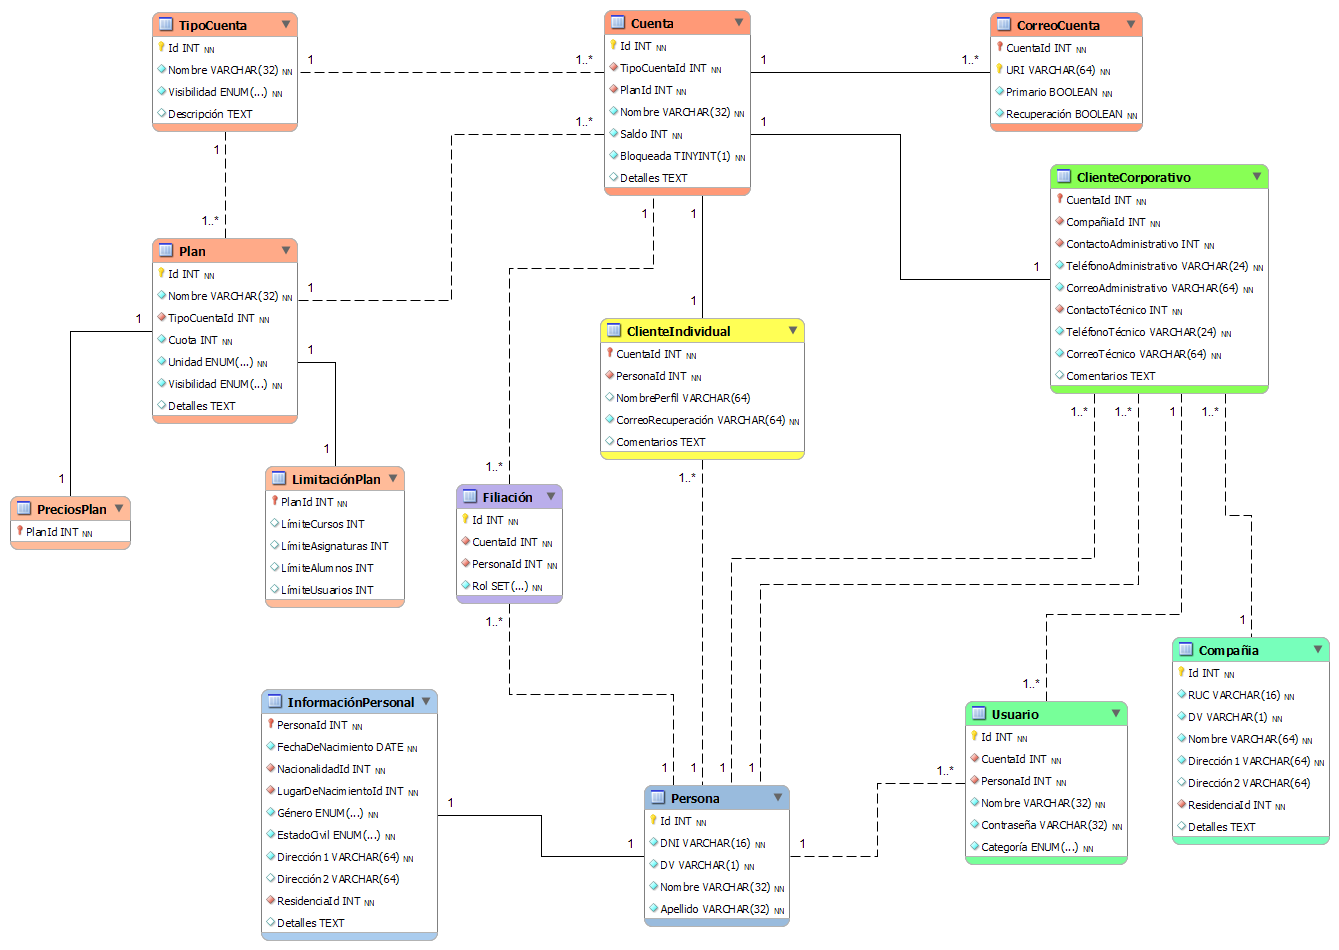 TipoCuenta
Id INT NN
Nombre VARCHAR(32) NN
Visibilidad ENUM(...) NN
Descripción TEXT
1
1..*
Cuenta
Id INT NN
TipoCuentaId INT NN
PlanId INT NN
Nombre VARCHAR(32) NN
Saldo INT NN
Bloqueada TINYINT(1) NN
Detalles TEXT
1
1..*
CorreoCuenta
CuentaId INT NN
URI VARCHAR(64) NN
Primario BOOLEAN NN
Recuperación BOOLEAN NN
1
1..*
1..*
1
1
1
1
ClienteCorporativo
CuentaId INT NN
CompañiaId INT NN
ContactoAdministrativo INT NN
TeléfonoAdministrativo VARCHAR(24) NN
CorreoAdministrativo VARCHAR(64) NN
ContactoTécnico INT NN
TeléfonoTécnico VARCHAR(24) NN
CorreoTécnico VARCHAR(64) NN
Comentarios TEXT
1
Plan
Id INT NN
Nombre VARCHAR(32) NN
TipoCuentaId INT NN
Cuota INT NN
Unidad ENUM(...) NN
Visibilidad ENUM(...) NN
Detalles TEXT
1
1
1
1
ClienteIndividual
CuentaId INT NN
PersonaId INT NN
NombrePerfil VARCHAR(64)
CorreoRecuperación VARCHAR(64) NN
Comentarios TEXT
1..*
1..*
1
1..*
1
1
1..*
1..*
PreciosPlan
PlanId INT NN
LimitaciónPlan
PlanId INT NN
LímiteCursos INT
LímiteAsignaturas INT
LímiteAlumnos INT
LímiteUsuarios INT
Filiación
Id INT NN
CuentaId INT NN
PersonaId INT NN
Rol SET(...) NN
1..*
1
Compañia
Id INT NN
RUC VARCHAR(16) NN
DV VARCHAR(1) NN
Nombre VARCHAR(64) NN
Dirección1 VARCHAR(64) NN
Dirección2 VARCHAR(64)
ResidenciaId INT NN
Detalles TEXT
1..*
InformaciónPersonal
PersonaId INT NN
FechaDeNacimiento DATE NN
NacionalidadId INT NN
LugarDeNacimientoId INT NN
Género ENUM(...) NN
EstadoCivil ENUM(...) NN
Dirección1 VARCHAR(64) NN
Dirección2 VARCHAR(64)
ResidenciaId INT NN
Detalles TEXT
1
1
1
1
1
1
Persona
Id INT NN
DNI VARCHAR(16) NN
DV VARCHAR(1) NN
Nombre VARCHAR(32) NN
Apellido VARCHAR(32) NN
1
1..*
Usuario
Id INT NN
CuentaId INT NN
PersonaId INT NN
Nombre VARCHAR(32) NN
Contraseña VARCHAR(32) NN
Categoría ENUM(...) NN